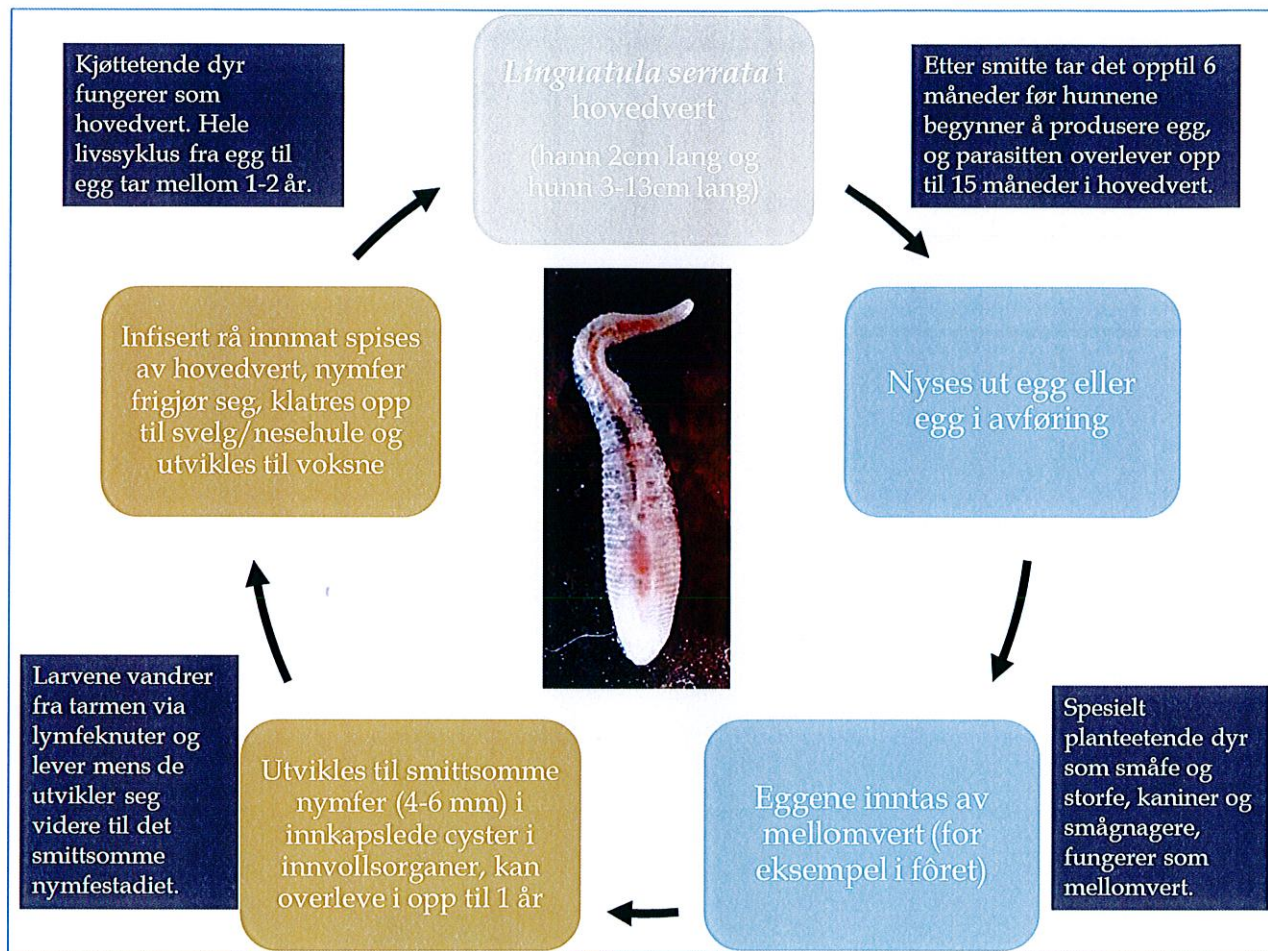 Kjøttetende dyr
fungerer som
hovedvert. Hele
livssyklus fra egg til
egg tar mellom 1-2 år.
Linguatula serrata i
hovedvert
(hann 2cm lang og
hunn 3-13cm lang)
Etter smitte tar det opptil 6
måneder før hunnene
begynner å produsere egg,
og parasitten overlever opp
til 15 måneder i hovedvert.
Nyses ut egg eller
egg i avføring
Spesielt
planteetende dyr
som småfe og
storfe, kaniner og
smågnagere,
fungerer som
mellomvert.
Eggene inntas av
mellomvert (for
eksempel i fôret)
Utvikles til smittsomme
nymfer (4-6 mm) i
innkapslede cyster i
innvollsorganer, kan
overleve i opp til 1 år
Larvene vandrer
fra tarmen via
lymfeknuter og
lever mens de
utvikler seg
videre til det
smittsomme
nymfestadiet.
Infisert rå innmat spises
av hovedvert, nymfer
frigjør seg, klatres opp
til svelg/nesehule og
utvikles til voksne